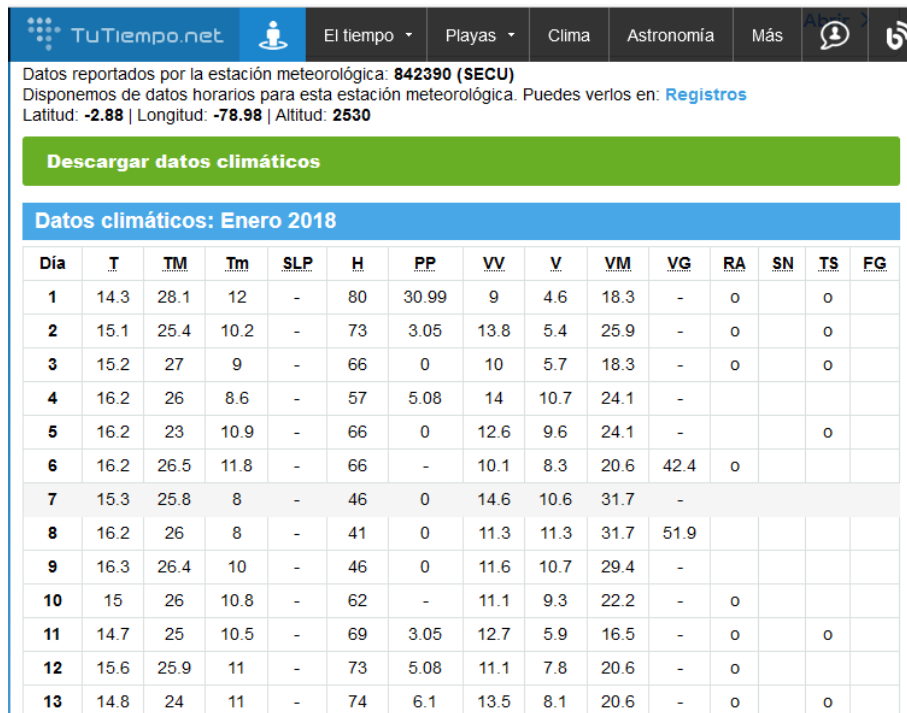 TuTiempo.net El tiempo Playas Clima Astronomía Más
Datos reportados por la estación meteorológica: 842390 (SECU)
Disponemos de datos horarios para esta estación meteorológica. Puedes verlos en: Registros
Latitud: -2.88 | Longitud: -78.98 | Altitud: 2530
Descargar datos climáticos
Datos climáticos: Enero 2018
Día T TM Tm SLP H PP VV V VM VG RA SN TS FG
1 14.3 28.1 12 - 80 30.99 9 4.6 18.3 - o o
2 15.1 25.4 10.2 - 73 3.05 13.8 5.4 25.9 - o o
3 15.2 27 9 - 66 0 10 5.7 18.3 - o o
4 16.2 26 8.6 - 57 5.08 14 10.7 24.1 -
5 16.2 23 10.9 - 66 0 12.6 9.6 24.1 - o
6 16.2 26.5 11.8 - 66 - 10.1 8.3 20.6 42.4 o
7 15.3 25.8 8 - 46 0 14.6 10.6 31.7 -
8 16.2 26 8 - 41 0 11.3 11.3 31.7 51.9
9 16.3 26.4 10 - 46 0 11.6 10.7 29.4 -
10 15 26 10.8 - 62 - 11.1 9.3 22.2 - o
11 14.7 25 10.5 - 69 3.05 12.7 5.9 16.5 - o o
12 15.6 25.9 11 - 73 5.08 11.1 7.8 20.6 - o
13 14.8 24 11 - 74 6.1 13.5 8.1 20.6 - o o